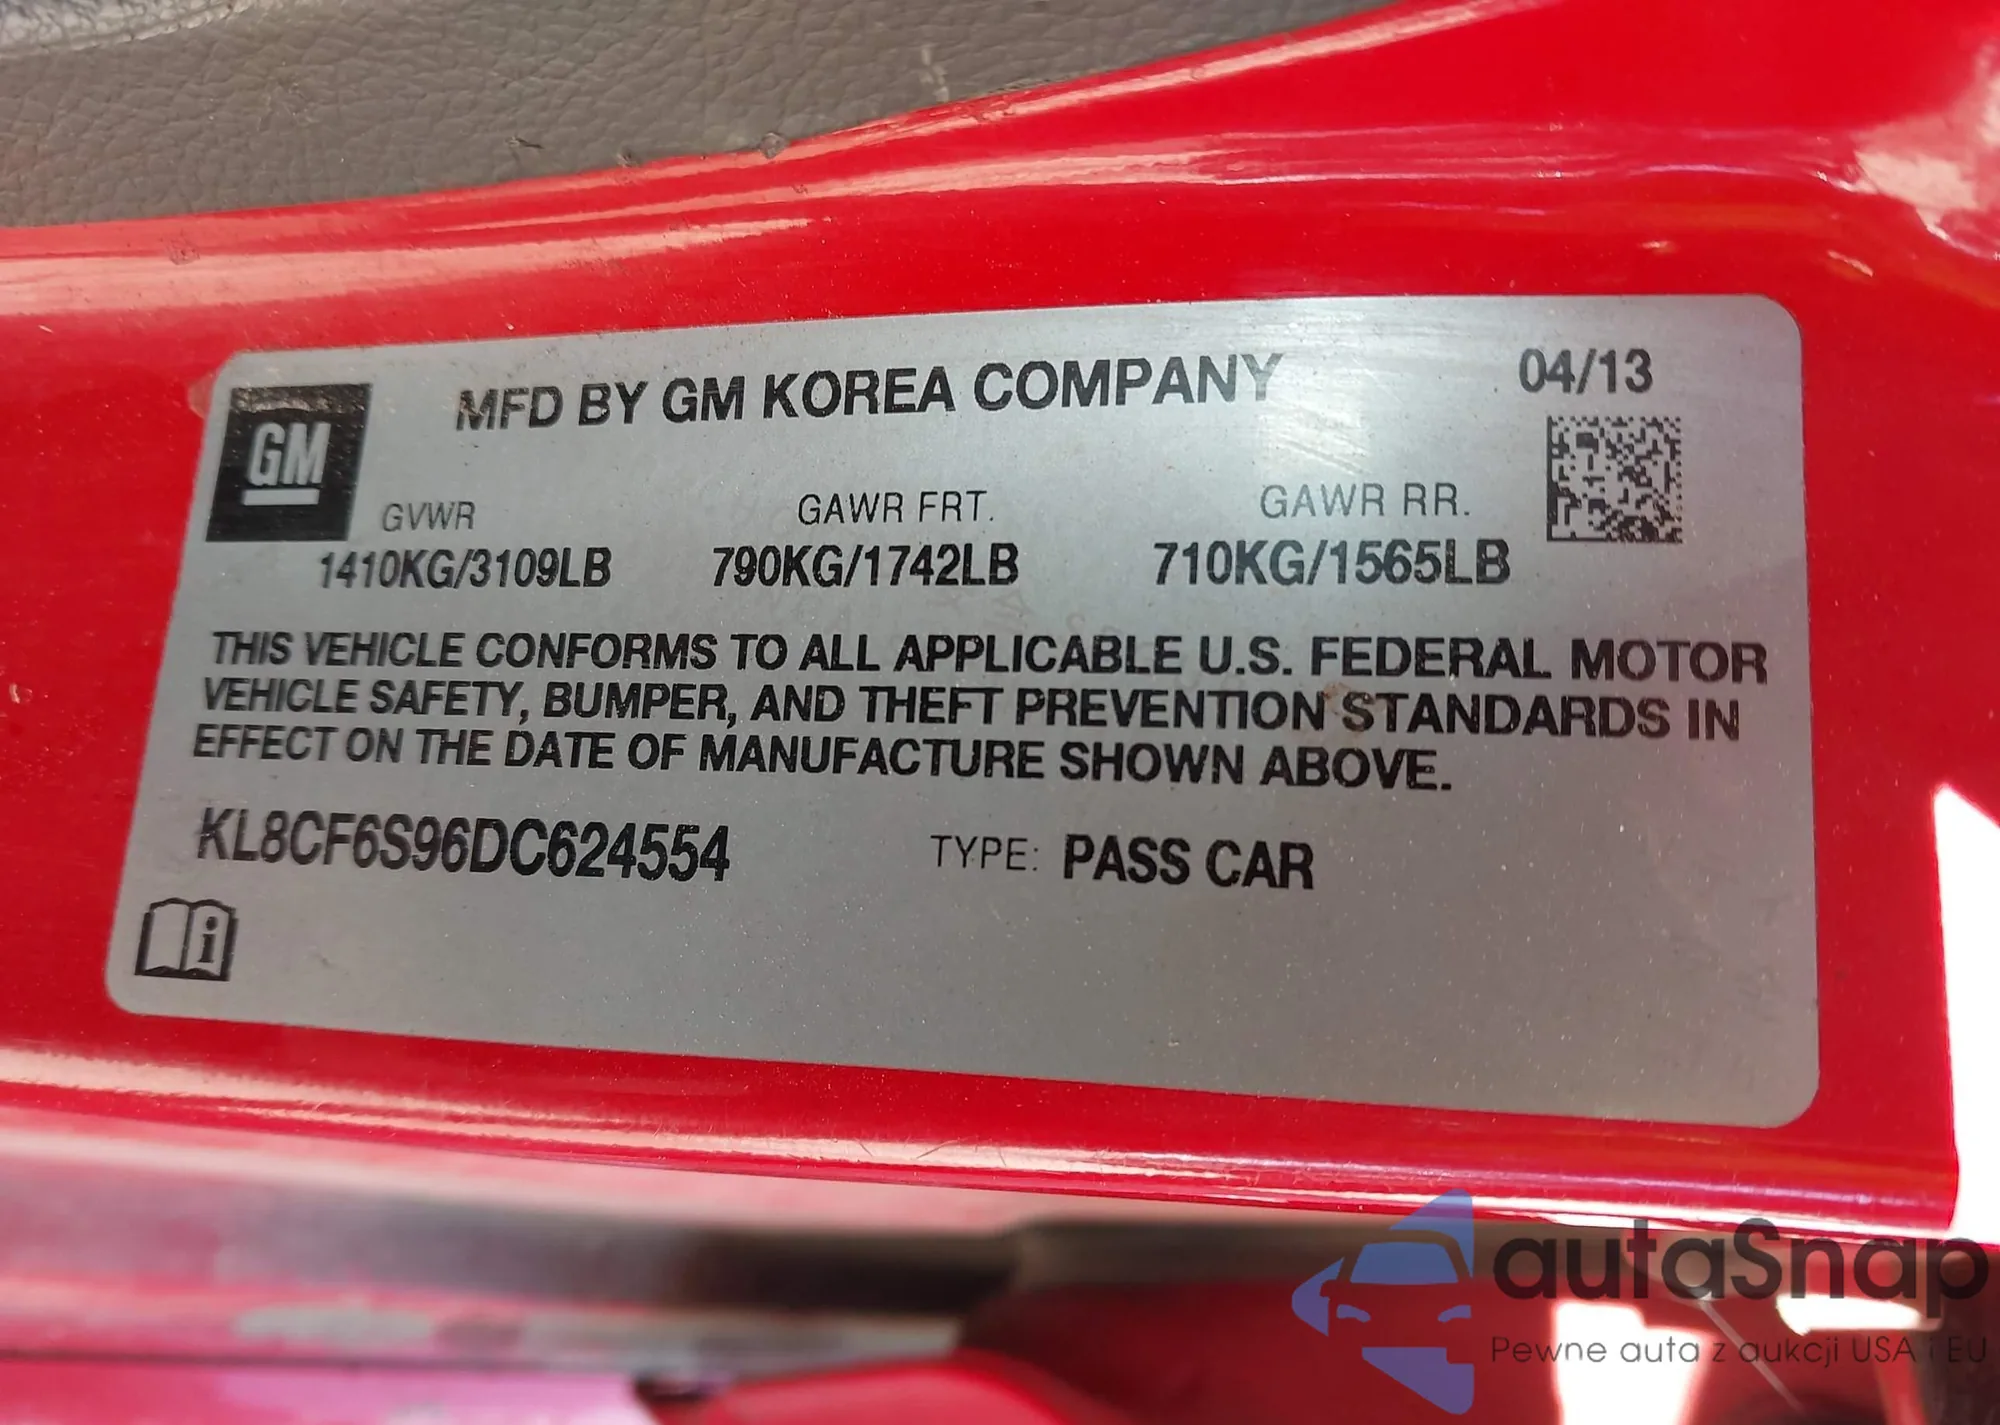 MFD BY GM KOREA COMPANY 04/13
GM
GVWR GAWR FRT. GAWR RR.
1410KG/3109LB 790KG/1742LB 710KG/1565LB
THIS VEHICLE CONFORMS TO ALL APPLICABLE U.S. FEDERAL MOTOR
VEHICLE SAFETY, BUMPER, AND THEFT PREVENTION STANDARDS IN
EFFECT ON THE DATE OF MANUFACTURE SHOWN ABOVE.
KL8CF6S96DC624554 TYPE: PASS CAR
i
autaSnap
Pewne auta z aukcji USA i EU